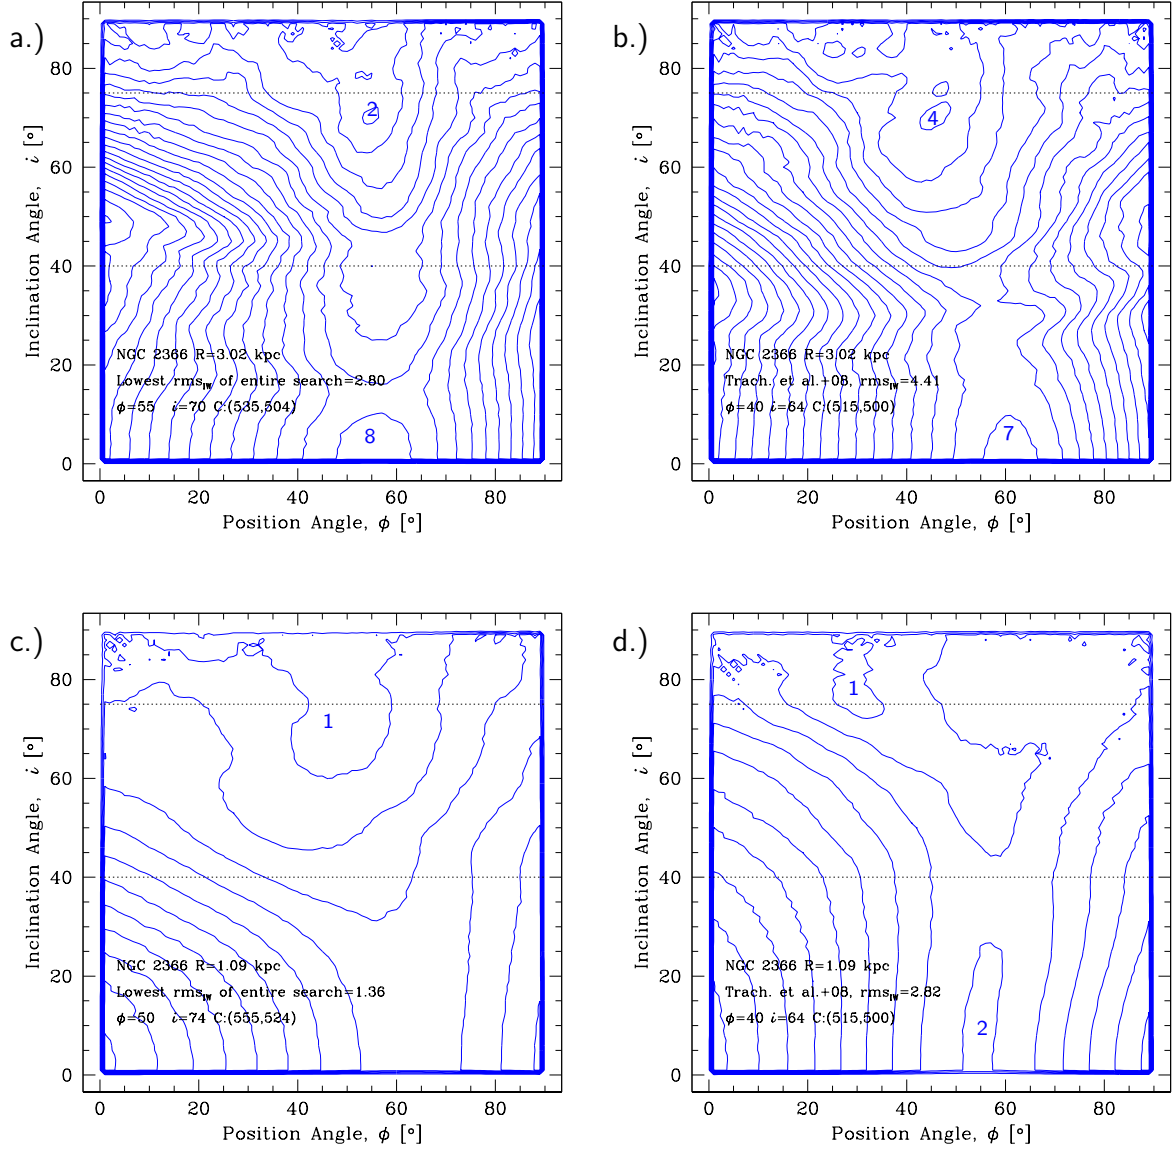 a.)
80
60
40
20
0
Inclination Angle, i [°]
2
8
NGC 2366 R=3.02 kpc
Lowest rms_IW of entire search=2.80
ϕ=55 i=70 C:(535,504)
0 20 40 60 80
Position Angle, ϕ [°]
b.)
80
60
40
20
0
Inclination Angle, i [°]
4
7
NGC 2366 R=3.02 kpc
Trach. et al.+08, rms_IW=4.41
ϕ=40 i=64 C:(515,500)
0 20 40 60 80
Position Angle, ϕ [°]
c.)
80
60
40
20
0
Inclination Angle, i [°]
1
NGC 2366 R=1.09 kpc
Lowest rms_IW of entire search=1.36
ϕ=50 i=74 C:(555,524)
0 20 40 60 80
Position Angle, ϕ [°]
d.)
80
60
40
20
0
Inclination Angle, i [°]
1
2
NGC 2366 R=1.09 kpc
Trach. et al.+08, rms_IW=2.82
ϕ=40 i=64 C:(515,500)
0 20 40 60 80
Position Angle, ϕ [°]